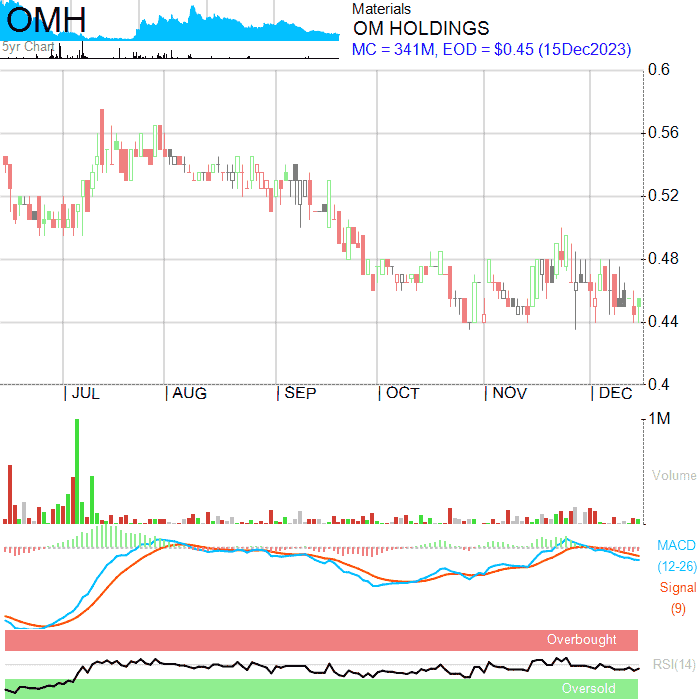 OMH
5yr Chart
Materials
OM HOLDINGS
MC = 341M, EOD = $0.45 (15Dec2023)
0.6
0.56
0.52
0.48
0.44
0.4
| JUL | AUG | SEP | OCT | NOV | DEC
1M
Volume
MACD
(12-26)
Signal
(9)
Overbought
RSI(14)
Oversold